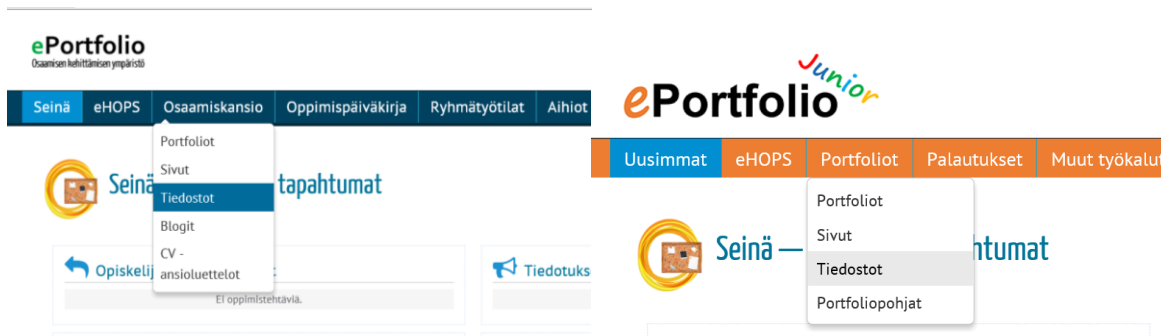 ePortfolio
Osaamisen kehittämisen ympäristö
Seinä eHOPS Osaamiskansio Oppimispäiväkirja Ryhmätyötilat Aihiot
Portfoliot
Sivut
Tiedostot
Blogit
CV -
ansioluettelot
Seinä tapahtumat
Opiskelij
Tiedotuks
Ei oppimistehtäviä.
ePortfolio Junior
Uusimmat eHOPS Portfoliot Palautukset Muut työkalut
Portfoliot
Sivut
Tiedostot
Portfoliopohjat
Seinä — htumat